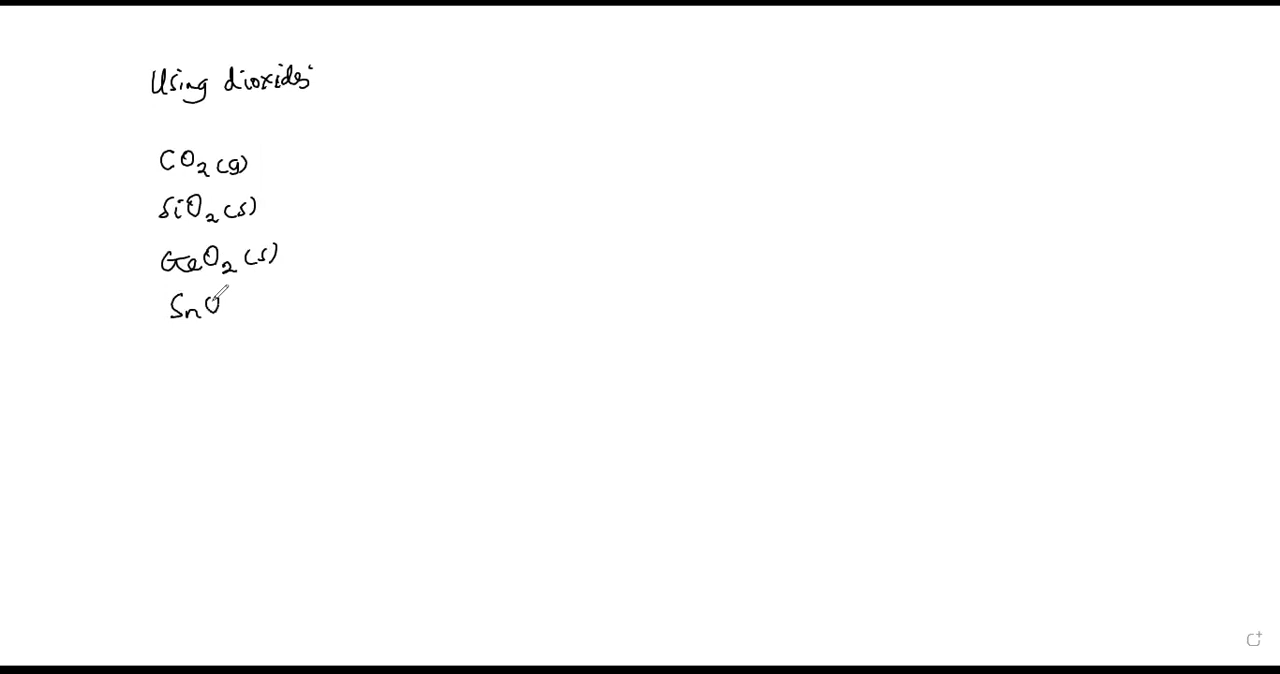 Using dioxides
CO₂(g)
SiO₂(s)
GeO₂(s)
SnO